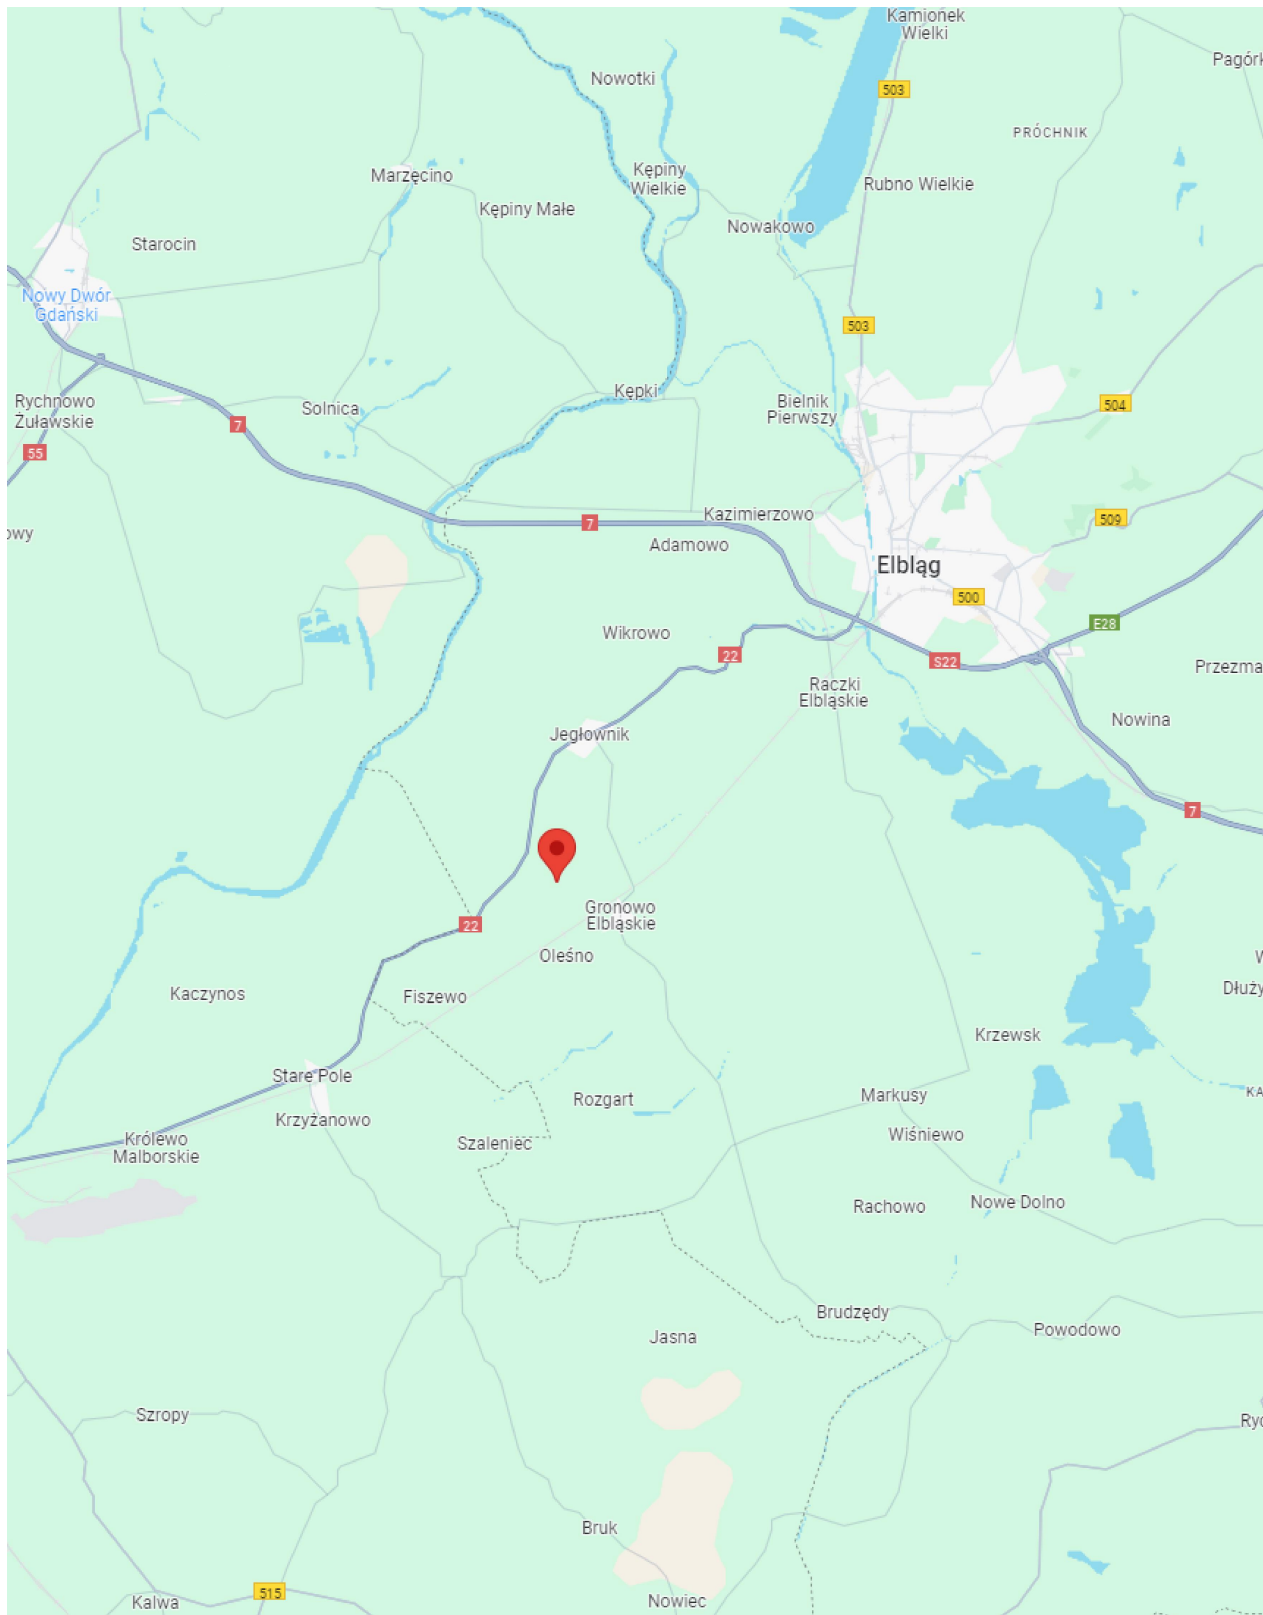 Kamionek
Wielki
Pagórk
Nowotki
503
PRÓCHNIK
Marzęcino
Kępiny
Wielkie
Rubno Wielkie
Kępiny Małe
Nowakowo
Starocin
Nowy Dwór
Gdański
503
Kępki
Rychnowo
Żuławskie
Solnica
Bielnik
Pierwszy
504
7
55
Kazimierzowo
509
7
owy
Adamowo
Elbląg
500
E28
Wikrowo
22
S22
Przezma
Raczki
Elbląskie
Nowina
Jegłownik
7
Gronowo
Elbląskie
22
Oleśno
Kaczynos
Fiszewo
Dłuży
Krzewsk
Stare Pole
Markusy
KA
Rozgart
Krzyżanowo
Wiśniewo
Królewo
Malborskie
Szaleniec
Rachowo
Nowe Dolno
Brudzędy
Jasna
Powodowo
Szropy
Ryc
Bruk
515
Kalwa
Nowiec